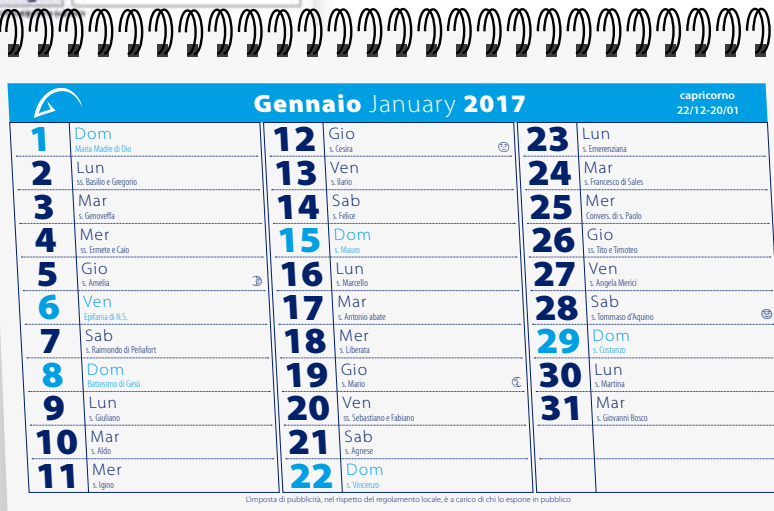 Gennaio January 2017
capricorno
22/12-20/01
1 Dom
Maria Madre di Dio
2 Lun
ss. Basilio e Gregorio
3 Mar
s. Genoveffa
4 Mer
ss. Ermete e Caio
5 Gio
s. Amelia
6 Ven
Epifania di N.S.
7 Sab
s. Raimondo di Peñafort
8 Dom
Battesimo di Gesù
9 Lun
s. Giuliano
10 Mar
s. Aldo
11 Mer
s. Igino
12 Gio
s. Cesira
13 Ven
s. Ilario
14 Sab
s. Felice
15 Dom
s. Mauro
16 Lun
s. Marcello
17 Mar
s. Antonio abate
18 Mer
s. Liberata
19 Gio
s. Mario
20 Ven
ss. Sebastiano e Fabiano
21 Sab
s. Agnese
22 Dom
s. Vincenzo
23 Lun
s. Emerenziana
24 Mar
s. Francesco di Sales
25 Mer
Convers. di s. Paolo
26 Gio
ss. Tito e Timoteo
27 Ven
s. Angela Merici
28 Sab
s. Tommaso d'Aquino
29 Dom
s. Costanzo
30 Lun
s. Martina
31 Mar
s. Giovanni Bosco
L'imposta di pubblicità, nel rispetto del regolamento locale, è a carico di chi lo espone in pubblico